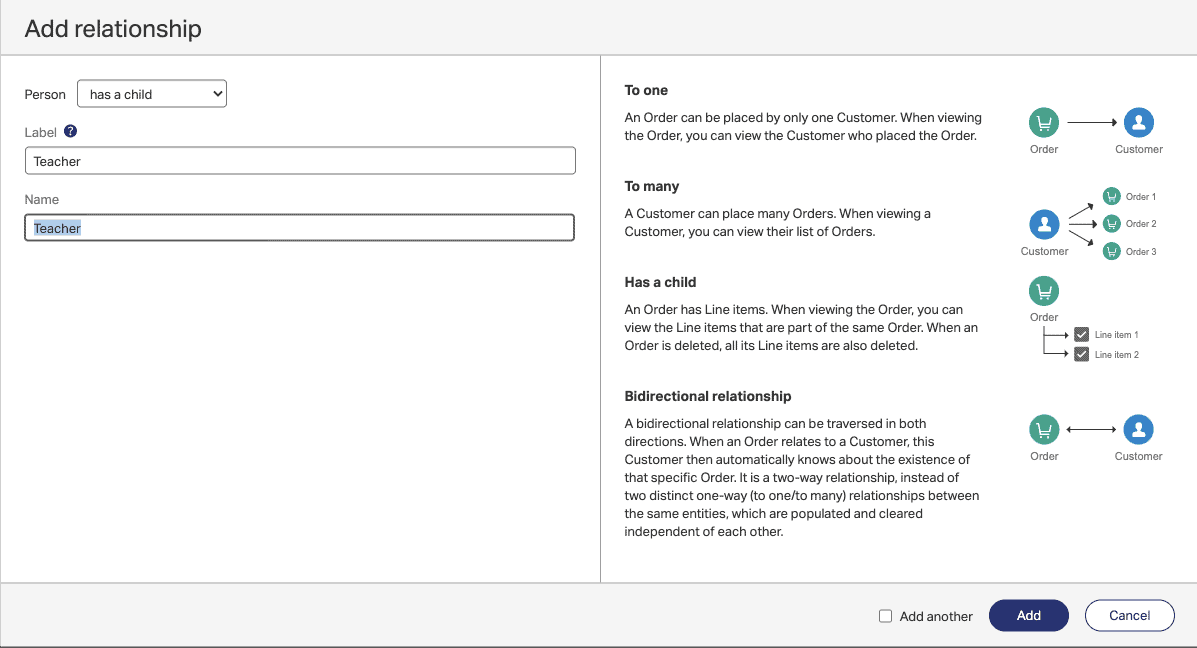 Add relationship
Person has a child
Label ?
Teacher
Name
Teacher
To one
An Order can be placed by only one Customer. When viewing
the Order, you can view the Customer who placed the Order.
Order
Customer
To many
A Customer can place many Orders. When viewing a
Customer, you can view their list of Orders.
Customer
Order 1
Order 2
Order 3
Has a child
An Order has Line items. When viewing the Order, you can
view the Line items that are part of the same Order. When an
Order is deleted, all its Line items are also deleted.
Order
Line item 1
Line item 2
Bidirectional relationship
A bidirectional relationship can be traversed in both
directions. When an Order relates to a Customer, this
Customer then automatically knows about the existence of
that specific Order. It is a two-way relationship, instead of
two distinct one-way (to one/to many) relationships between
the same entities, which are populated and cleared
independent of each other.
Order
Customer
Add another
Add
Cancel